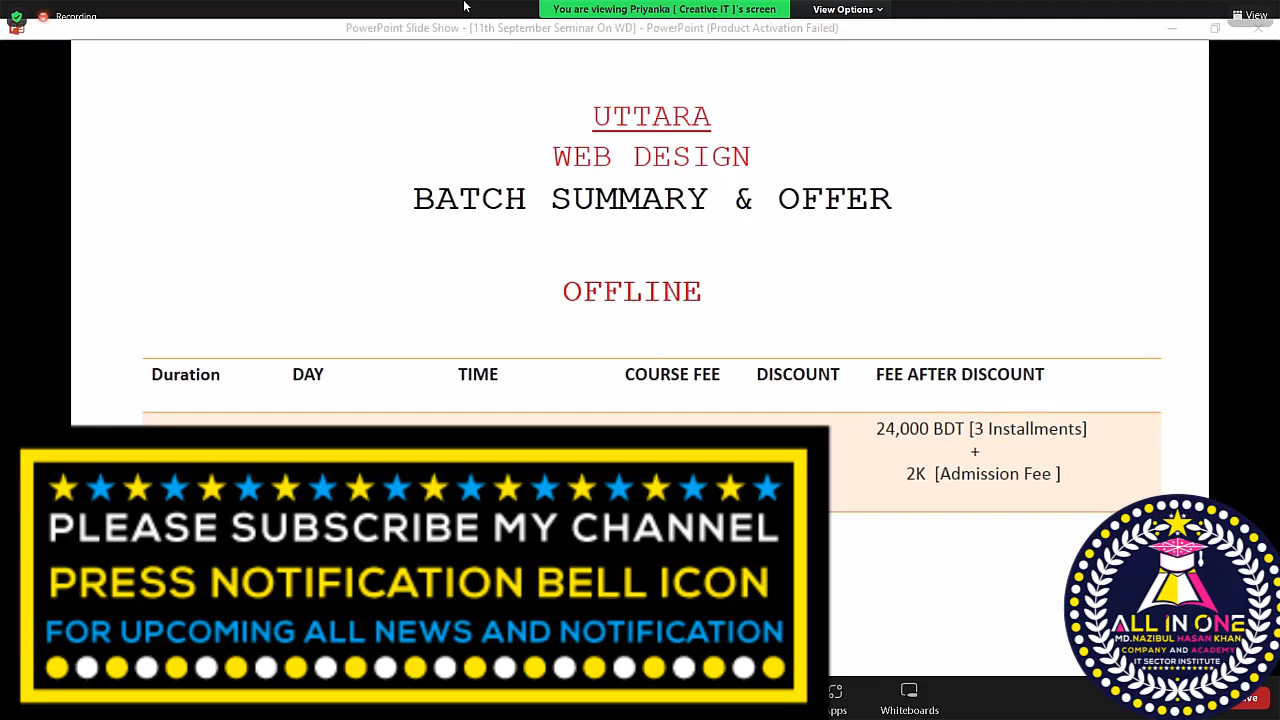 Recording
You are viewing Priyanka [ Creative IT ]'s screen
View Options
View
PowerPoint Slide Show - [11th September Seminar On WD] - PowerPoint (Product Activation Failed)
UTTARA
WEB DESIGN
BATCH SUMMARY & OFFER
OFFLINE
Duration DAY TIME COURSE FEE DISCOUNT FEE AFTER DISCOUNT
24,000 BDT [3 Installments]
+
2K [Admission Fee ]
PLEASE SUBSCRIBE MY CHANNEL
PRESS NOTIFICATION BELL ICON
FOR UPCOMING ALL NEWS AND NOTIFICATION
ALL IN ONE
MD.NAZIBUL HASAN KHAN
COMPANY AND ACADEMY
IT SECTOR INSTITUTE
Whiteboards